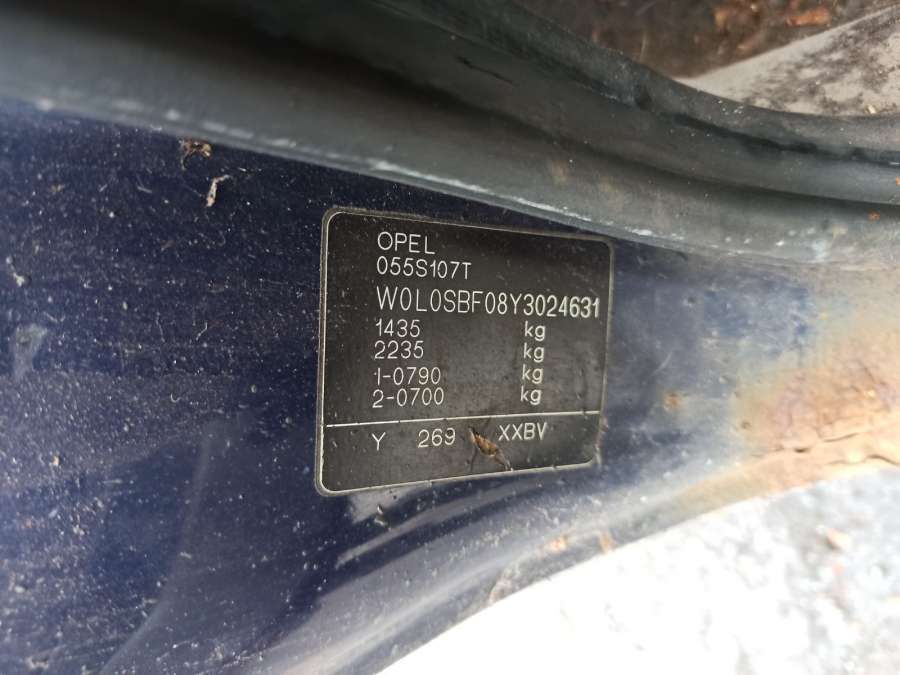 OPEL
055S107T
W0L0SBF08Y3024631
1435 kg
2235 kg
1-0790 kg
2-0700 kg
Y 269 XXBV